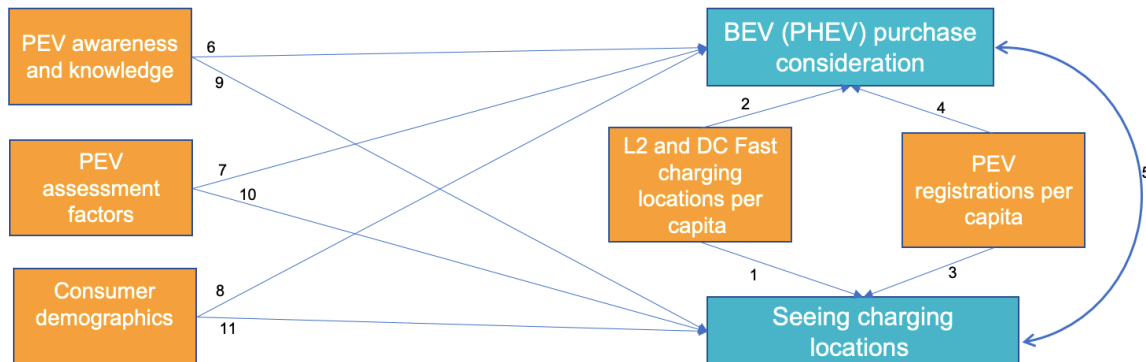 PEV awareness
and knowledge
6
9
BEV (PHEV) purchase
consideration
2
4
L2 and DC Fast
charging
locations per
capita
PEV
registrations per
capita
5
PEV
assessment
factors
7
10
1
3
Consumer
demographics
8
11
Seeing charging
locations